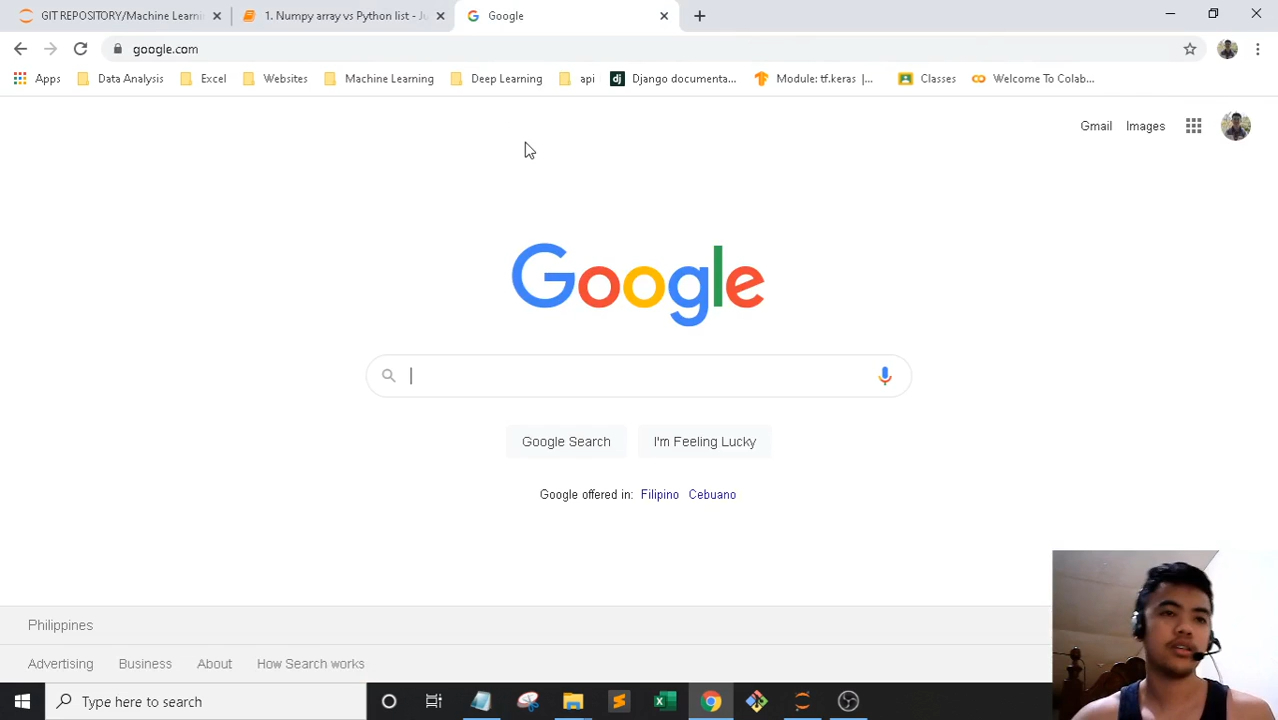 GIT REPOSITORY/Machine Learni
1. Numpy array vs Python list - Ju
Google
google.com
Apps
Data Analysis
Excel
Websites
Machine Learning
Deep Learning
api
dj
Django documenta...
Module: tf.keras |...
Classes
Welcome To Colab...
Gmail
Images
Google
Google Search
I'm Feeling Lucky
Google offered in: Filipino Cebuano
Philippines
Advertising
Business
About
How Search works
Type here to search